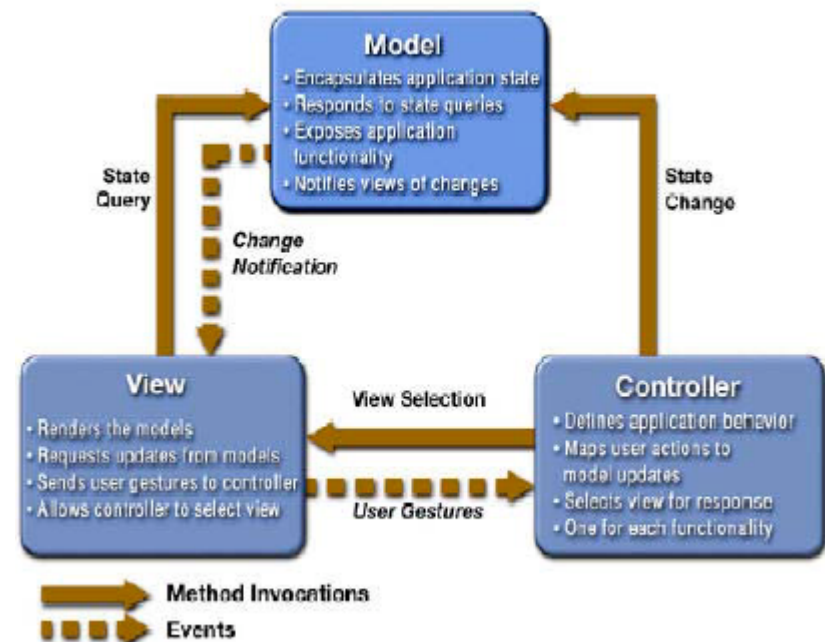 Model
• Encapsulates application state
• Responds to state queries
• Exposes application
functionality
• Notifies views of changes
State
Query
Change
Notification
State
Change
View
• Renders the models
• Requests updates from models
• Sends user gestures to controller
• Allows controller to select view
View Selection
User Gestures
Controller
• Defines application behavior
• Maps user actions to
model updates
• Selects view for response
• One for each functionality
Method Invocations
Events